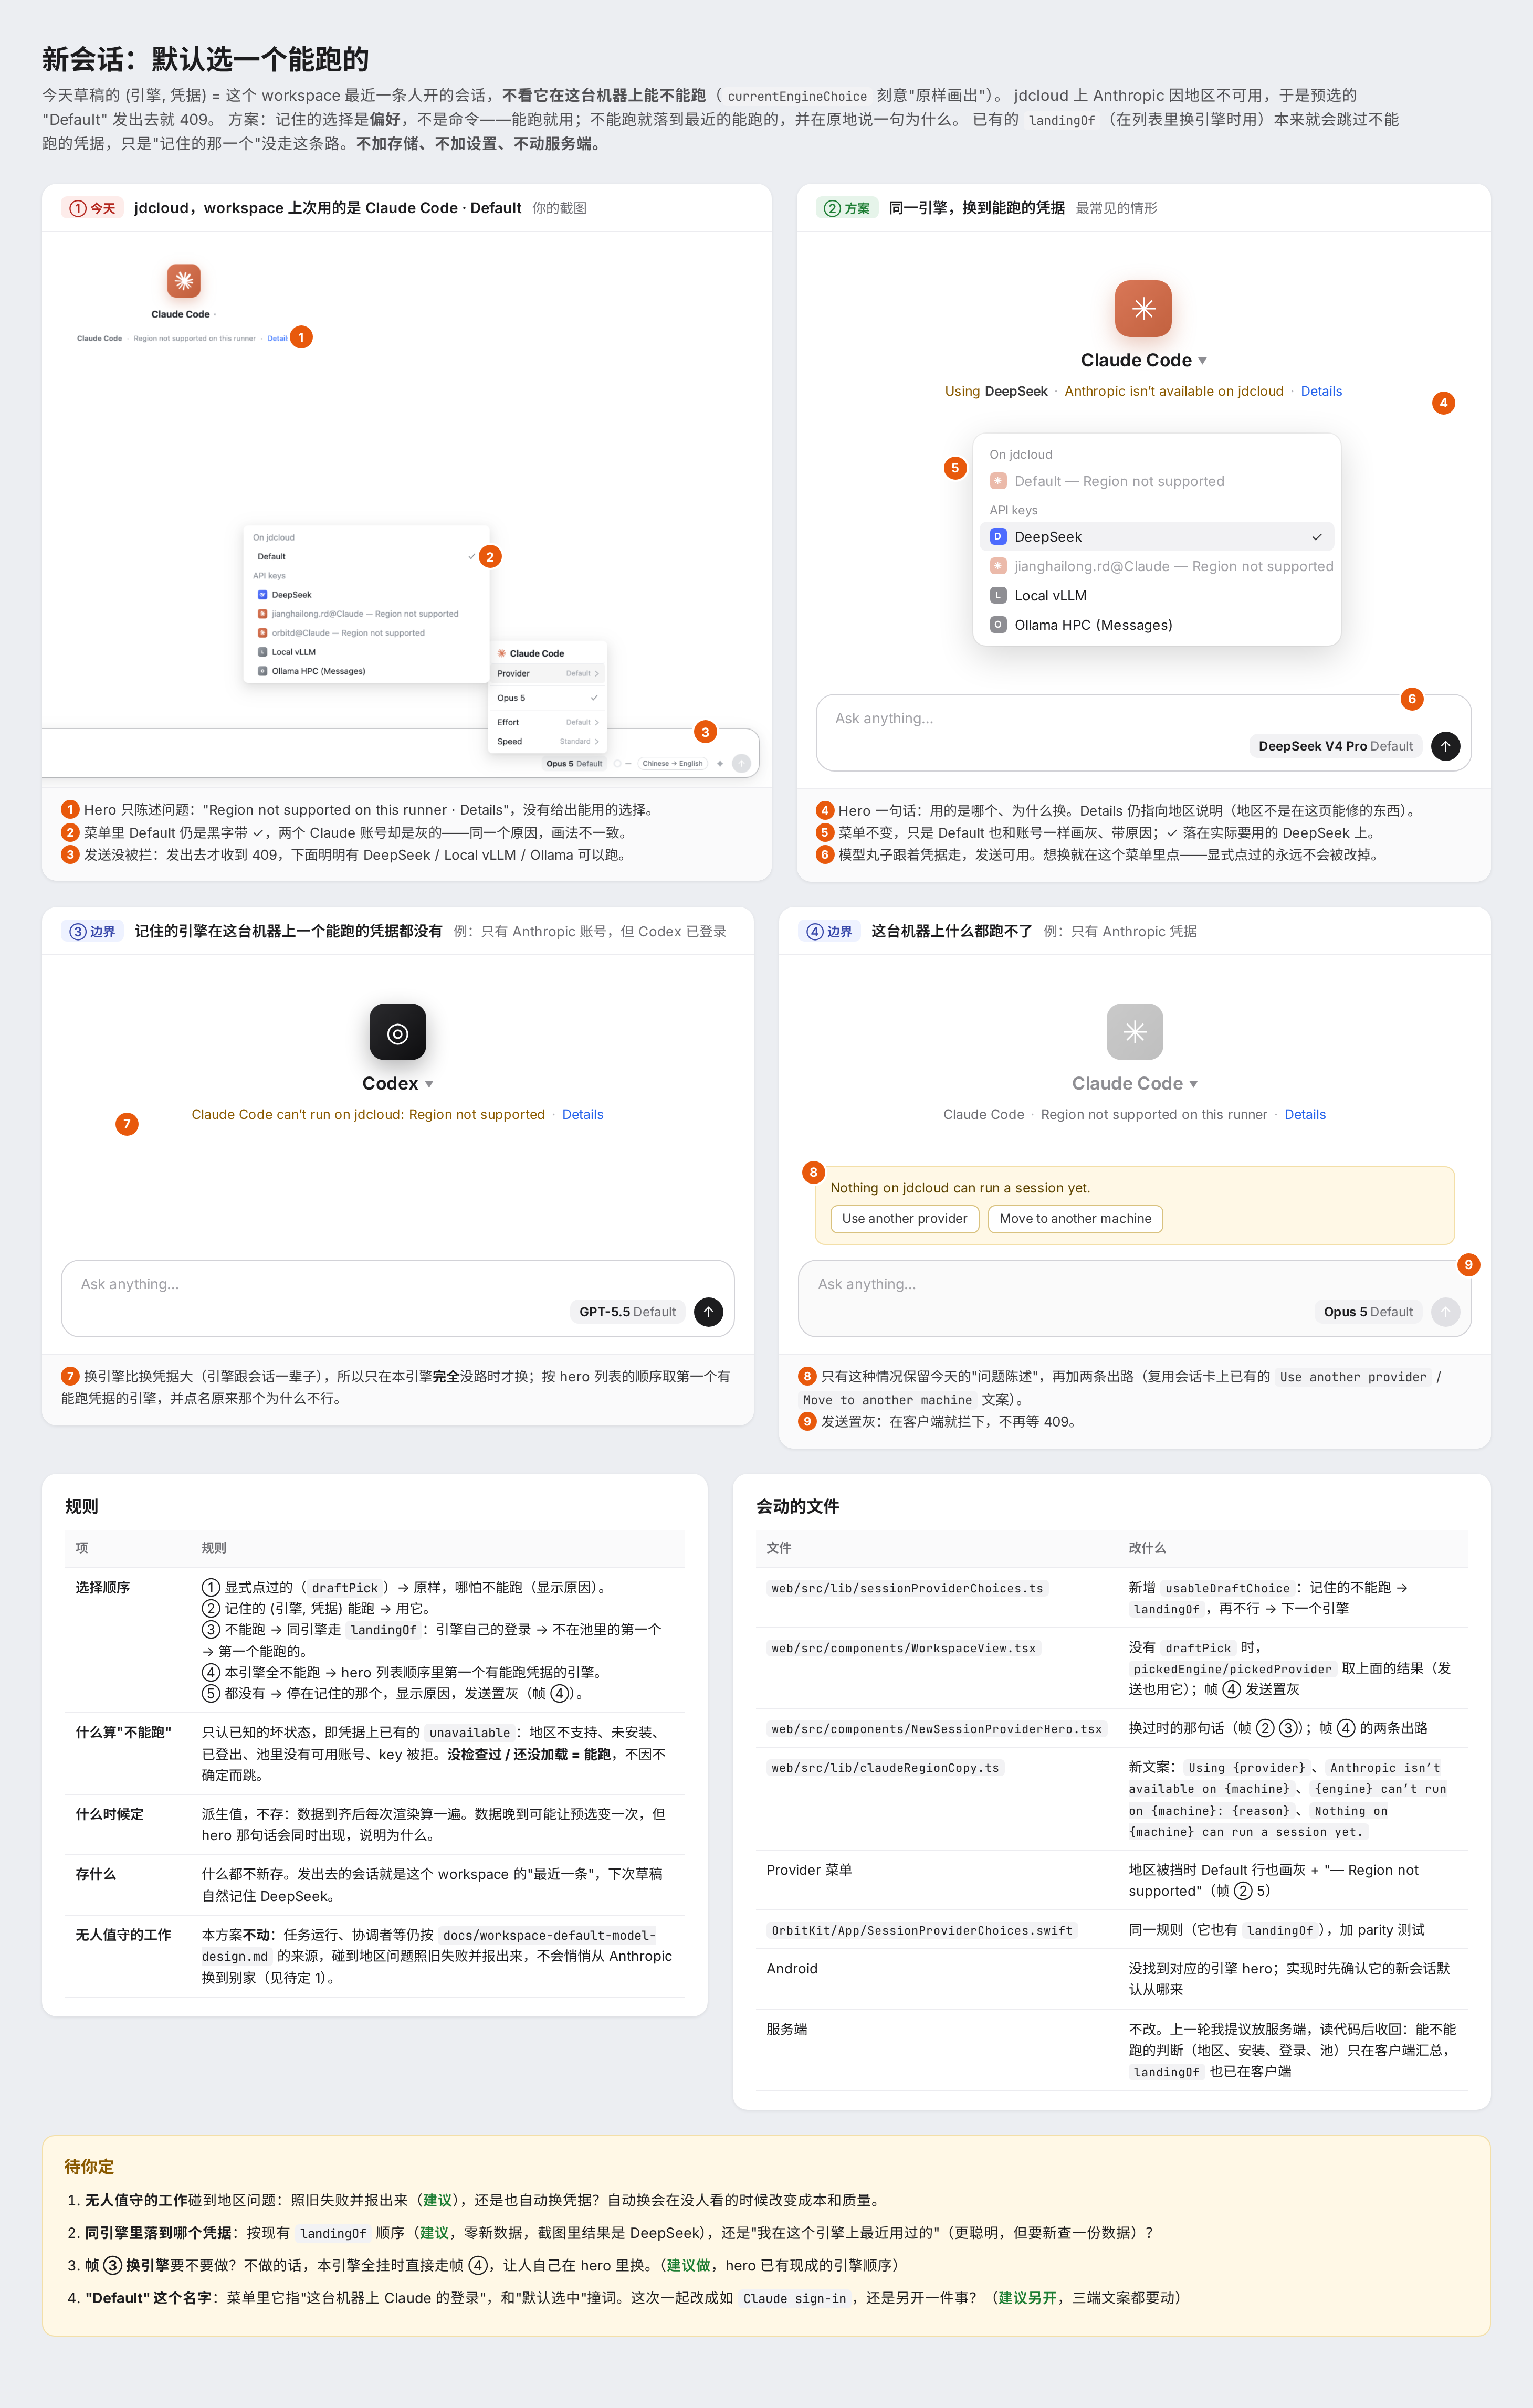 新会话：默认选一个能跑的
今天草稿的 (引擎, 凭据) = 这个 workspace 最近一条人开的会话，不看它在这台机器上能不能跑（ currentEngineChoice 刻意"原样画出"）。 jdcloud 上 Anthropic 因地区不可用，于是预选的
"Default" 发出去就 409。 方案：记住的选择是偏好，不是命令——能跑就用；不能跑就落到最近的能跑的，并在原地说一句为什么。 已有的 landingOf （在列表里换引擎时用）本来就会跳过不能
跑的凭据，只是"记住的那一个"没走这条路。不加存储、不加设置、不动服务端。
① 今天 jdcloud，workspace 上次用的是 Claude Code · Default 你的截图
Claude Code ·
Claude Code · Region not supported on this runner · Detail
1
On jdcloud
Default ✓
2
API keys
DeepSeek
jianghailong.rd@Claude — Region not supported
orbitd@Claude — Region not supported
L Local vLLM
Ollama HPC (Messages)
Claude Code
Provider Default >
Opus 5 ✓
Effort Default >
Speed Standard >
3
Opus 5 Default Chinese → English
1 Hero 只陈述问题："Region not supported on this runner · Details"，没有给出能用的选择。
2 菜单里 Default 仍是黑字带 ✓，两个 Claude 账号却是灰的——同一个原因，画法不一致。
3 发送没被拦：发出去才收到 409，下面明明有 DeepSeek / Local vLLM / Ollama 可以跑。
② 方案 同一引擎，换到能跑的凭据 最常见的情形
Claude Code ▾
Using DeepSeek · Anthropic isn’t available on jdcloud · Details
4
5
On jdcloud
Default — Region not supported
API keys
D DeepSeek ✓
jianghailong.rd@Claude — Region not supported
L Local vLLM
O Ollama HPC (Messages)
6
Ask anything…
DeepSeek V4 Pro Default ↑
4 Hero 一句话：用的是哪个、为什么换。Details 仍指向地区说明（地区不是在这页能修的东西）。
5 菜单不变，只是 Default 也和账号一样画灰、带原因；✓ 落在实际要用的 DeepSeek 上。
6 模型丸子跟着凭据走，发送可用。想换就在这个菜单里点——显式点过的永远不会被改掉。
③ 边界 记住的引擎在这台机器上一个能跑的凭据都没有 例：只有 Anthropic 账号，但 Codex 已登录
Codex ▾
7
Claude Code can’t run on jdcloud: Region not supported · Details
Ask anything…
GPT-5.5 Default ↑
7 换引擎比换凭据大（引擎跟会话一辈子），所以只在本引擎完全没路时才换；按 hero 列表的顺序取第一个有
能跑凭据的引擎，并点名原来那个为什么不行。
④ 边界 这台机器上什么都跑不了 例：只有 Anthropic 凭据
Claude Code ▾
Claude Code · Region not supported on this runner · Details
8
Nothing on jdcloud can run a session yet.
Use another provider Move to another machine
9
Ask anything…
Opus 5 Default ↑
8 只有这种情况保留今天的"问题陈述"，再加两条出路（复用会话卡上已有的 Use another provider /
Move to another machine 文案）。
9 发送置灰：在客户端就拦下，不再等 409。
规则
项 规则
选择顺序 ① 显式点过的（ draftPick ）→ 原样，哪怕不能跑（显示原因）。
② 记住的 (引擎, 凭据) 能跑 → 用它。
③ 不能跑 → 同引擎走 landingOf：引擎自己的登录 → 不在池里的第一个
→ 第一个能跑的。
④ 本引擎全不能跑 → hero 列表顺序里第一个有能跑凭据的引擎。
⑤ 都没有 → 停在记住的那个，显示原因，发送置灰（帧 ④）。
什么算"不能跑" 只认已知的坏状态，即凭据上已有的 unavailable：地区不支持、未安装、
已登出、池里没有可用账号、key 被拒。没检查过 / 还没加载 = 能跑，不因不
确定而跳。
什么时候定 派生值，不存：数据到齐后每次渲染算一遍。数据晚到可能让预选变一次，但
hero 那句话会同时出现，说明为什么。
存什么 什么都不新存。发出去的会话就是这个 workspace 的"最近一条"，下次草稿
自然记住 DeepSeek。
无人值守的工作 本方案不动：任务运行、协调者等仍按 docs/workspace-default-model-
design.md 的来源，碰到地区问题照旧失败并报出来，不会悄悄从 Anthropic
换到别家（见待定 1）。
会动的文件
文件 改什么
web/src/lib/sessionProviderChoices.ts 新增 usableDraftChoice：记住的不能跑 →
landingOf，再不行 → 下一个引擎
web/src/components/WorkspaceView.tsx 没有 draftPick 时，
pickedEngine/pickedProvider 取上面的结果（发
送也用它）；帧 ④ 发送置灰
web/src/components/NewSessionProviderHero.tsx 换过时的那句话（帧 ② ③）；帧 ④ 的两条出路
web/src/lib/claudeRegionCopy.ts 新文案：Using {provider}、Anthropic isn’t
available on {machine}、{engine} can’t run
on {machine}: {reason}、Nothing on
{machine} can run a session yet.
Provider 菜单 地区被挡时 Default 行也画灰 + "— Region not
supported"（帧 ② 5）
OrbitKit/App/SessionProviderChoices.swift 同一规则（它也有 landingOf），加 parity 测试
Android 没找到对应的引擎 hero；实现时先确认它的新会话默
认从哪来
服务端 不改。上一轮我提议放服务端，读代码后收回：能不能
跑的判断（地区、安装、登录、池）只在客户端汇总，
landingOf 也已在客户端
待你定
1. 无人值守的工作碰到地区问题：照旧失败并报出来（建议），还是也自动换凭据？自动换会在没人看的时候改变成本和质量。
2. 同引擎里落到哪个凭据：按现有 landingOf 顺序（建议，零新数据，截图里结果是 DeepSeek），还是"我在这个引擎上最近用过的"（更聪明，但要新查一份数据）？
3. 帧 ③ 换引擎要不要做？不做的话，本引擎全挂时直接走帧 ④，让人自己在 hero 里换。（建议做，hero 已有现成的引擎顺序）
4. "Default" 这个名字：菜单里它指"这台机器上 Claude 的登录"，和"默认选中"撞词。这次一起改成如 Claude sign-in，还是另开一件事？（建议另开，三端文案都要动）